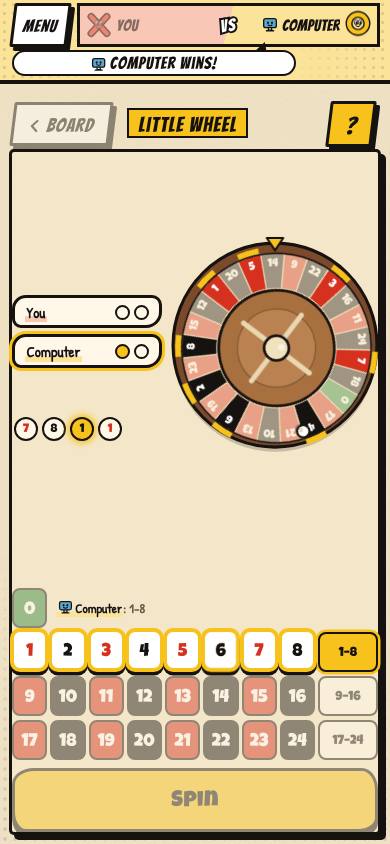 MENU
YOU
VS
COMPUTER
COMPUTER WINS!
< BOARD
LITTLE WHEEL
?
You
Computer
7 8 1 1
0
Computer: 1-8
1 2 3 4 5 6 7 8 1-8
9 10 11 12 13 14 15 16 9-16
17 18 19 20 21 22 23 24 17-24
SPIN